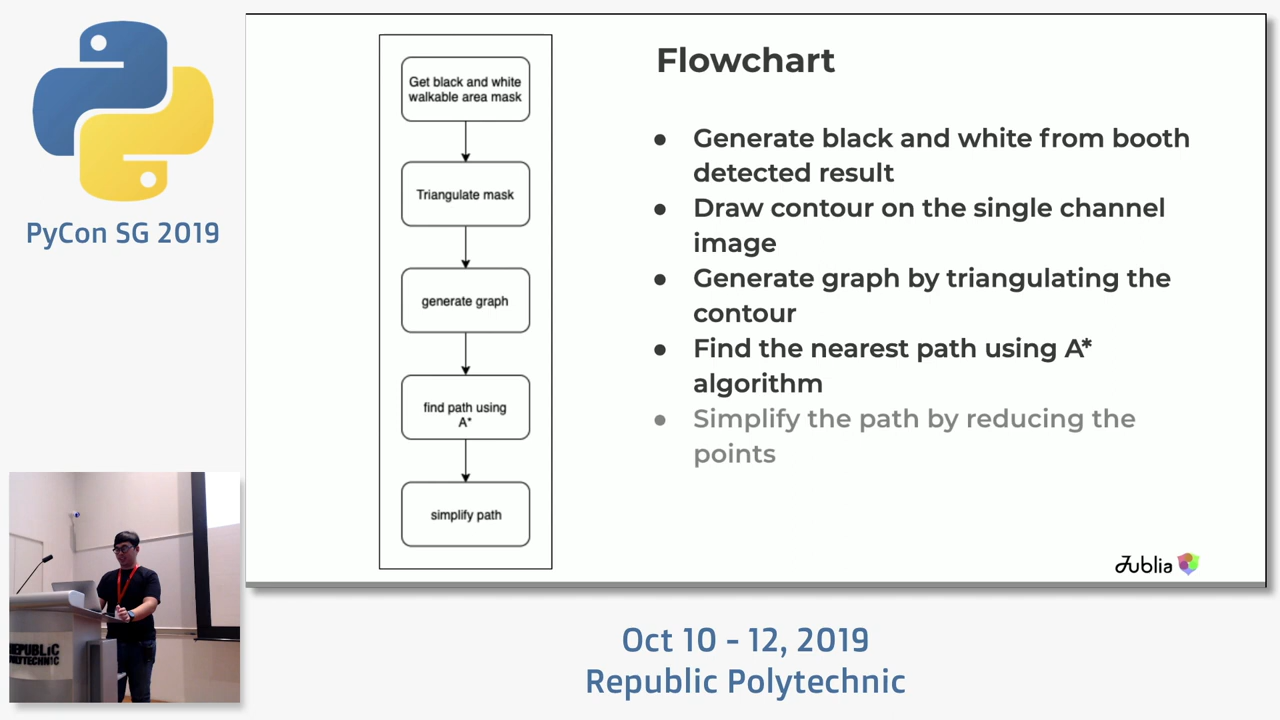 PyCon SG 2019
Get black and white
walkable area mask
Triangulate mask
generate graph
find path using
A*
simplify path
Flowchart
● Generate black and white from booth
detected result
● Draw contour on the single channel
image
● Generate graph by triangulating the
contour
● Find the nearest path using A*
algorithm
● Simplify the path by reducing the
points
Jublia
REPUBLIC
POLYTECHNIC
Oct 10 - 12, 2019
Republic Polytechnic